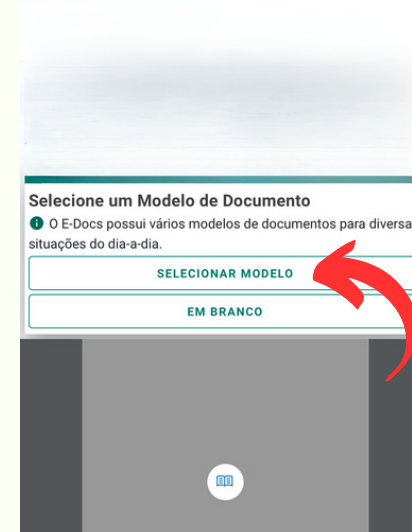 Selecione um Modelo de Documento
O E-Docs possui vários modelos de documentos para diversa
situações do dia-a-dia.
SELECIONAR MODELO
EM BRANCO